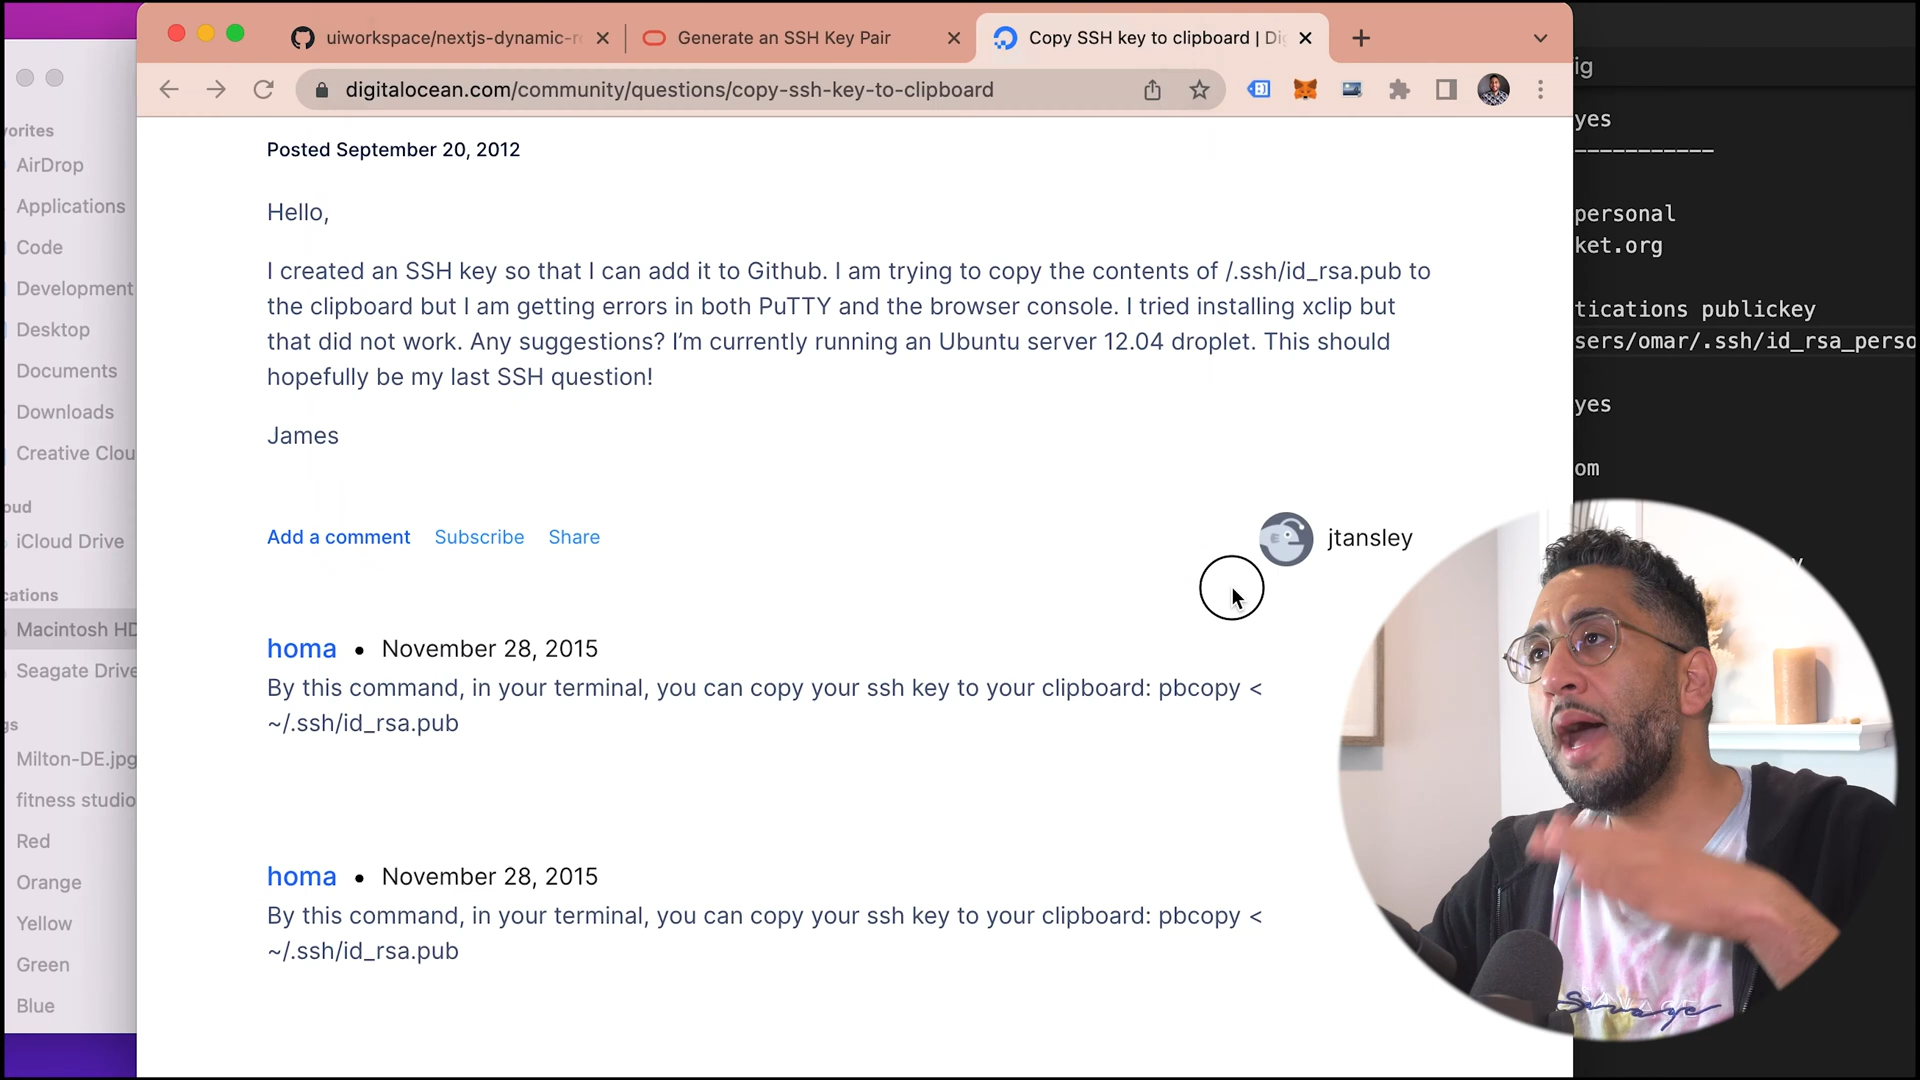 uiworkspace/nextjs-dynamic-r
Generate an SSH Key Pair
Copy SSH key to clipboard | Di
digitalocean.com/community/questions/copy-ssh-key-to-clipboard
ig
vorites
AirDrop
Applications
Code
Development
Desktop
Documents
Downloads
Creative Clou
oud
iCloud Drive
cations
Macintosh HD
Seagate Drive
gs
Milton-DE.jpg
fitness studio
Red
Orange
Yellow
Green
Blue
Posted September 20, 2012
Hello,
I created an SSH key so that I can add it to Github. I am trying to copy the contents of /.ssh/id_rsa.pub to
the clipboard but I am getting errors in both PuTTY and the browser console. I tried installing xclip but
that did not work. Any suggestions? I’m currently running an Ubuntu server 12.04 droplet. This should
hopefully be my last SSH question!
James
Add a comment Subscribe Share
jtansley
homa • November 28, 2015
By this command, in your terminal, you can copy your ssh key to your clipboard: pbcopy <
~/.ssh/id_rsa.pub
homa • November 28, 2015
By this command, in your terminal, you can copy your ssh key to your clipboard: pbcopy <
~/.ssh/id_rsa.pub
yes
-----------
personal
ket.org
tications publickey
sers/omar/.ssh/id_rsa_perso
yes
om
Savage